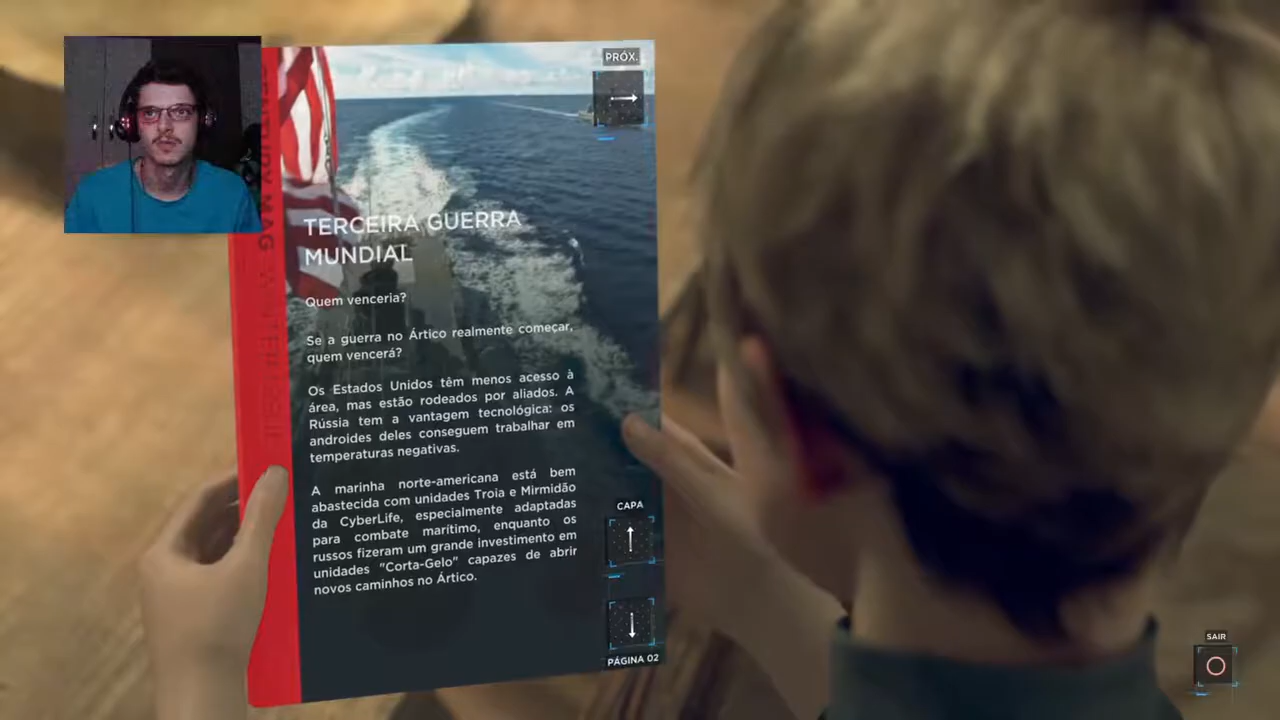 PRÓX.
TERCEIRA GUERRA
MUNDIAL
Quem venceria?
Se a guerra no Ártico realmente começar,
quem vencerá?
Os Estados Unidos têm menos acesso à
área, mas estão rodeados por aliados. A
Rússia tem a vantagem tecnológica: os
androides deles conseguem trabalhar em
temperaturas negativas.
A marinha norte-americana está bem
abastecida com unidades Troia e Mirmidão
da CyberLife, especialmente adaptadas
para combate marítimo, enquanto os
russos fizeram um grande investimento em
unidades "Corta-Gelo" capazes de abrir
novos caminhos no Ártico.
CAPA
PÁGINA 02
SAIR